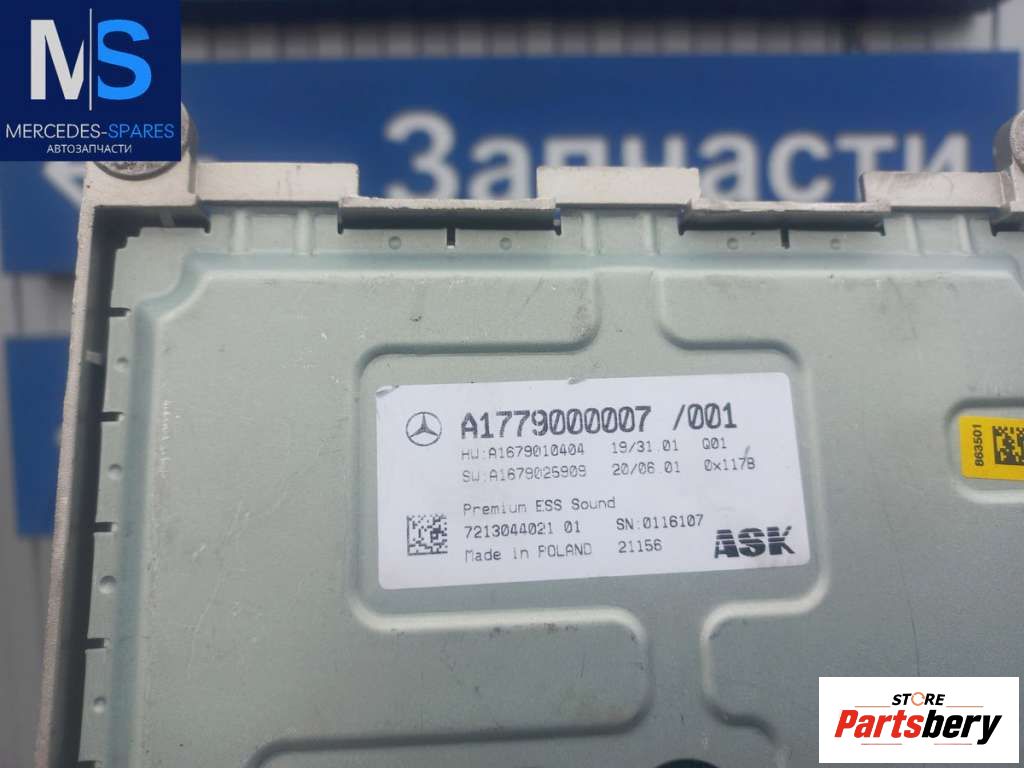 MS
MERCEDES-SPARES
АВТОЗАПЧАСТИ
Запчасти
A1779000007 /001
HW:A1679010404 19/31.01 Q01
SW:A1679025909 20/06.01 0x117B
Premium ESS Sound
7213044021 01 SN:0116107
Made in POLAND 21156
ASK
863501
STORE
Partsbery